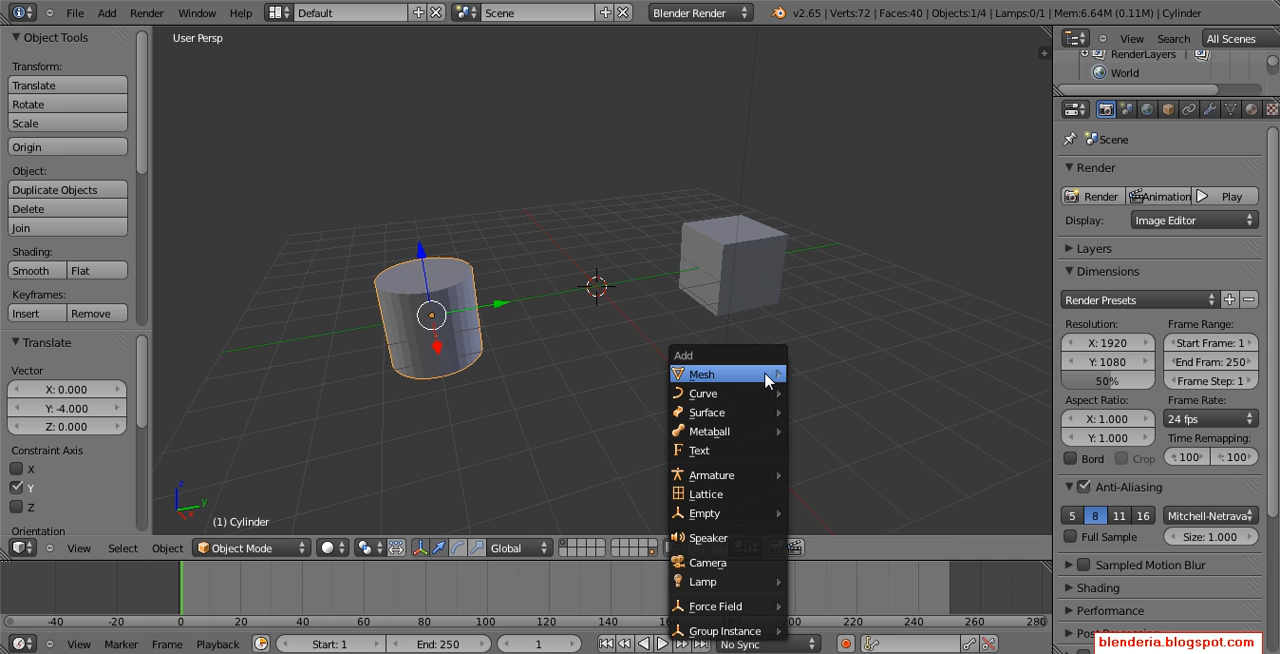 File Add Render Window Help Default Scene Blender Render v2.65 | Verts:72 | Faces:40 | Objects:1/4 | Lamps:0/1 | Mem:6.64M (0.11M) | Cylinder
Object Tools
Transform:
Translate
Rotate
Scale
Origin
Object:
Duplicate Objects
Delete
Join
Shading:
Smooth Flat
Keyframes:
Insert Remove
Translate
Vector
X: 0.000
Y: -4.000
Z: 0.000
Constraint Axis
X
Y
Z
Orientation
User Persp
z
y
(1) Cylinder
Add
Mesh
Curve
Surface
Metaball
Text
Armature
Lattice
Empty
Speaker
Camera
Lamp
Force Field
Group Instance
View Select Object Object Mode Global
-40 -20 0 20 40 60 80 100 120 140 160 180 200 220 240 260 280
View Marker Frame Playback Start: 1 End: 250 1 No Sync
View Search All Scenes
RenderLayers
World
Scene
Render
Render Animation Play
Display: Image Editor
Layers
Dimensions
Render Presets
Resolution: Frame Range:
X: 1920 Start Frame: 1
Y: 1080 End Fram: 250
50% Frame Step: 1
Aspect Ratio: Frame Rate:
X: 1.000 24 fps
Y: 1.000 Time Remapping:
Bord Crop : 100 : 100
Anti-Aliasing
5 8 11 16 Mitchell-Netrava
Full Sample Size: 1.000
Sampled Motion Blur
Shading
Performance
blenderia.blogspot.com